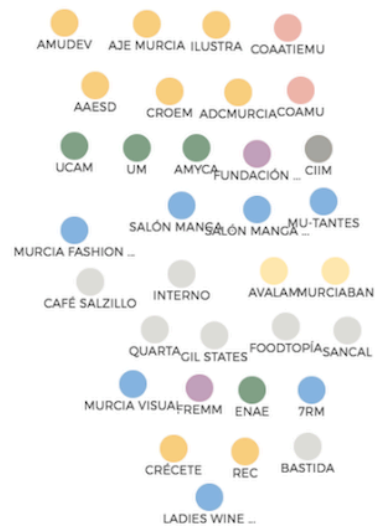 AMUDEV AJE MURCIA ILUSTRA COAATIEMU
AAESD CROEM ADCMURCIA COAMU
UCAM UM AMYCA FUNDACIÓN ... CIIM
SALÓN MANGA SALÓN MANGA ... MU-TANTES
MURCIA FASHION ...
CAFÉ SALZILLO INTERNO AVALAM MURCIABAN
QUARTA GIL STATES FOODTOPÍA SANCAL
MURCIA VISUAL FREMM ENAE 7RM
CRÉCETE REC BASTIDA
LADIES WINE ...